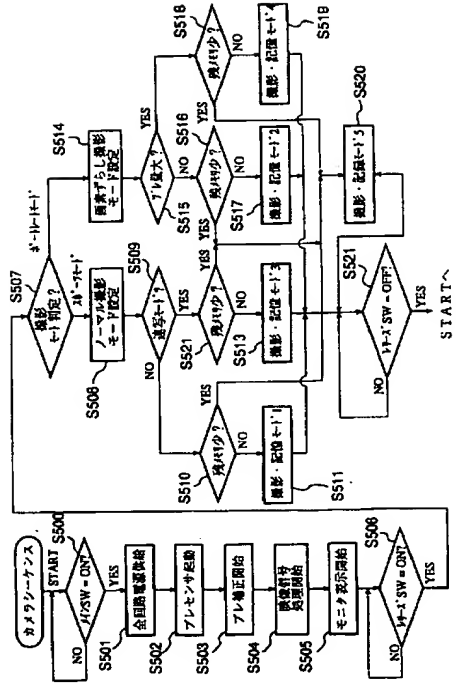 カメラシーケンス
START
S500
メインSW=ON?
NO
YES
S501
全回路電源供給
S502
ブレセンサ起動
S503
ブレ補正開始
S504
映像信号
処理開始
S505
モニタ表示開始
S506
レリーズSW=ON?
NO
YES
S507
撮影
モード判定?
スポーツモード
ポートレートモード
S508
ノーマル撮影
モード設定
S509
連写モード?
NO
YES
S510
残メモリ少?
YES
NO
S511
撮影・記憶モード1
S521
残メモリ少?
YES
NO
S513
撮影・記憶モード3
S514
画素ずらし撮影
モード設定
S515
ブレ量大?
YES
NO
S516
残メモリ少?
YES
NO
S517
撮影・記憶モード2
S518
残メモリ少?
YES
NO
S519
撮影・記憶モード4
S520
撮影・記憶モード5
S521
レリーズSW=OFF?
NO
YES
STARTへ